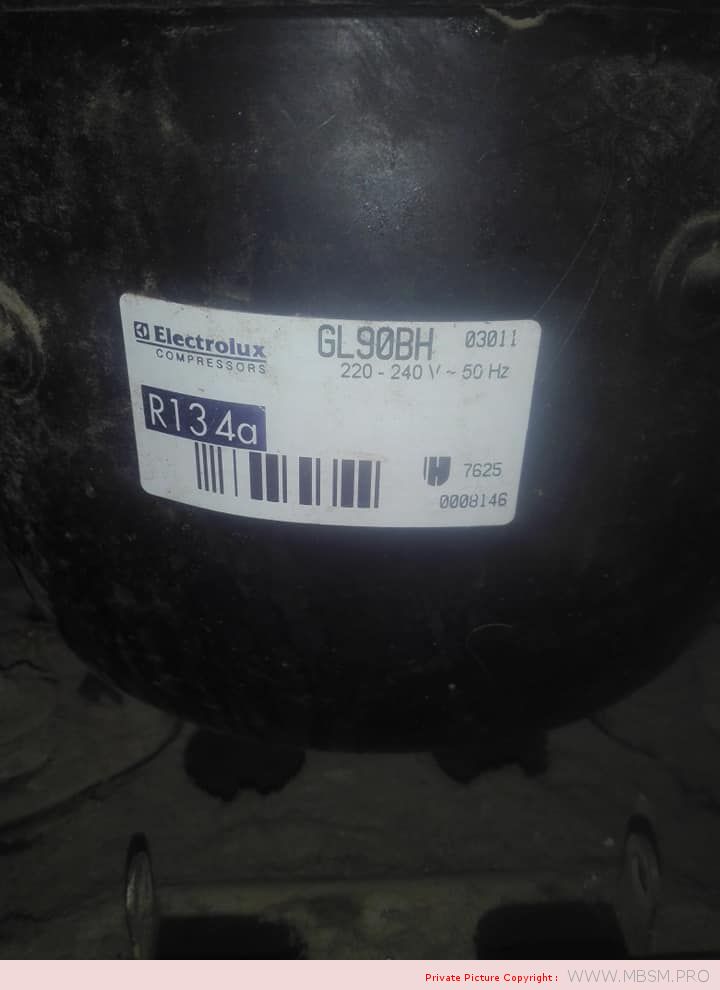 Electrolux
COMPRESSORS
GL90BH 03011
220 - 240 V ~ 50 Hz
R134a
7625
0008146
Private Picture Copyright : WWW.MBSM.PRO